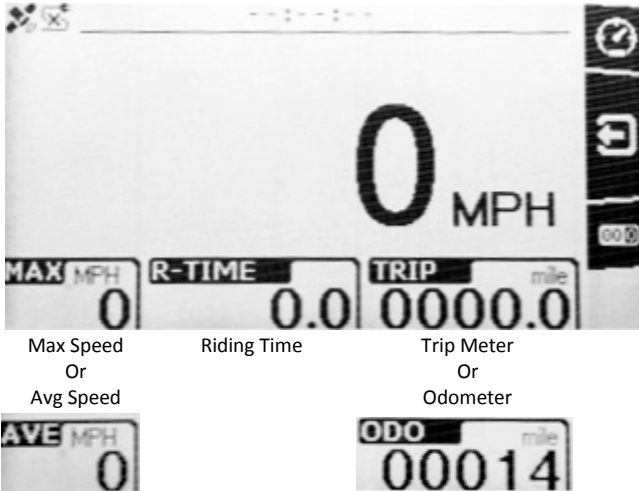 --:--:--
0 MPH
000
MAX MPH R-TIME TRIP mile
0 0.0 0000.0
Max Speed Riding Time Trip Meter
Or Or
Avg Speed Odometer
AVE MPH ODO mile
0 00014